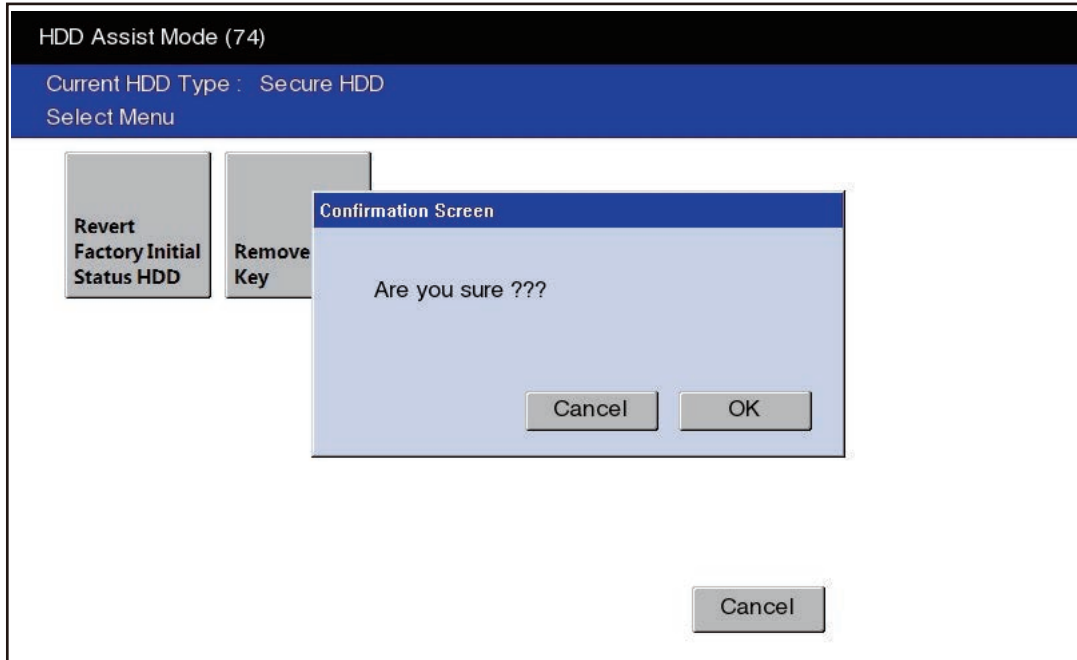 HDD Assist Mode (74)
Current HDD Type : Secure HDD
Select Menu
Revert
Factory Initial
Status HDD
Remove
Key
Confirmation Screen
Are you sure ???
Cancel
OK
Cancel